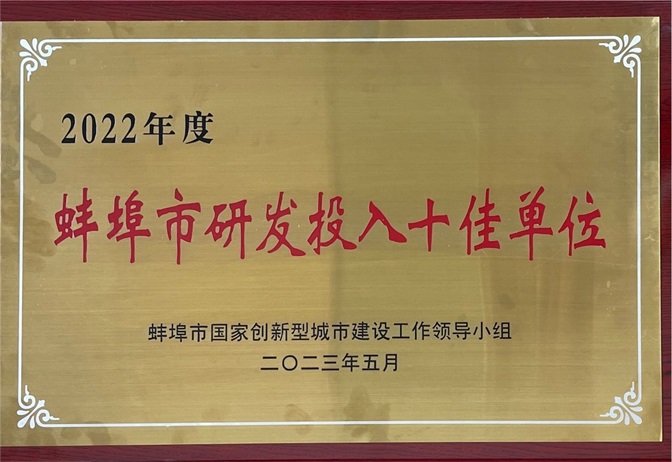 2022年度
蚌埠市研发投入十佳单位
蚌埠市国家创新型城市建设工作领导小组
二〇二三年五月